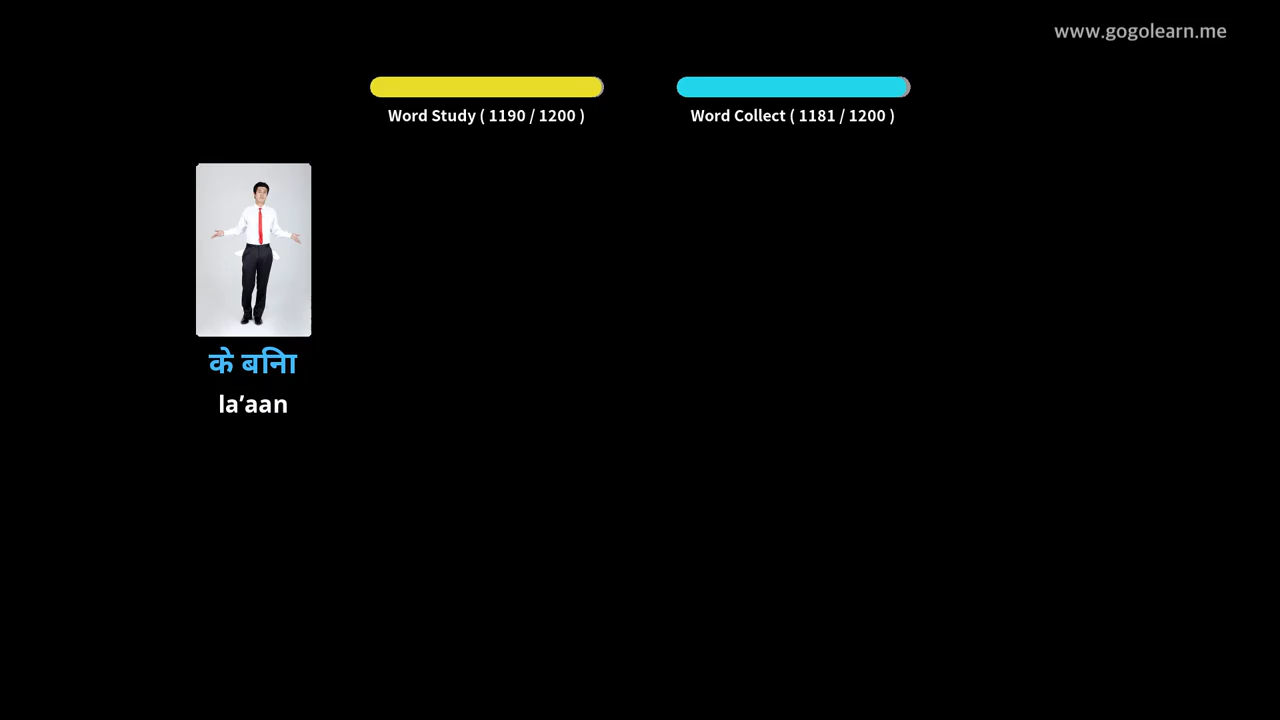 www.gogolearn.me
Word Study ( 1190 / 1200 )
Word Collect ( 1181 / 1200 )
के बिना
la’aan